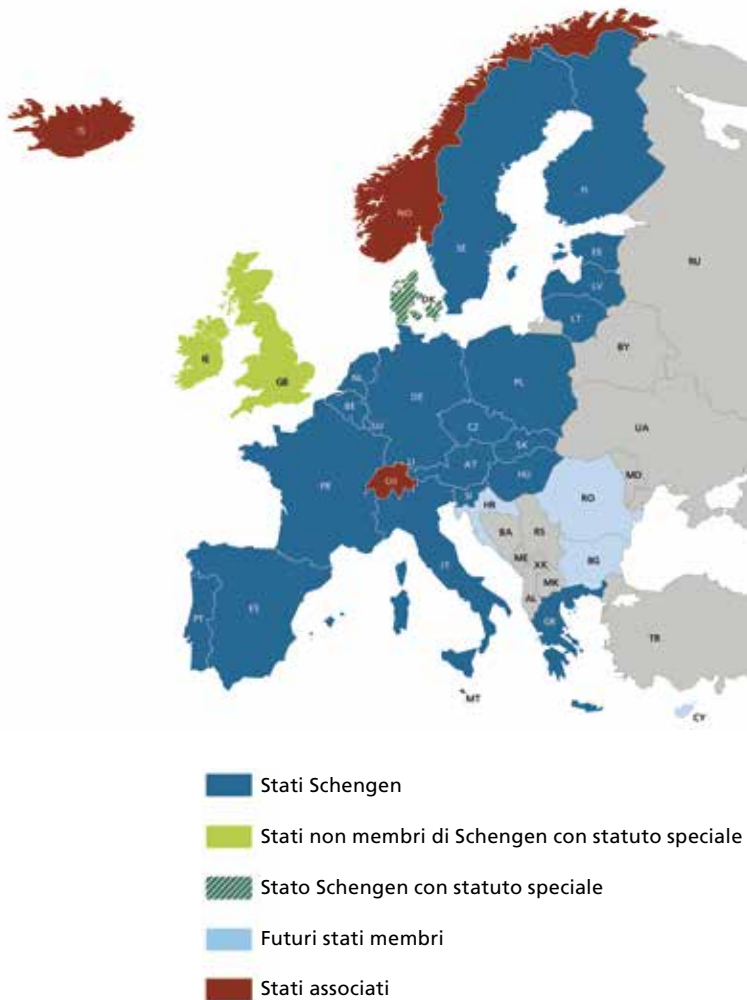 IS
NO
FI
SE
RU
EE
LV
DK
LT
BY
IE
GB
NL
DE
PL
BE
UA
LU
CZ
SK
MD
LI
AT
FR
CH
HU
SI
RO
HR
BA
RS
BG
ME
XK
IT
MK
ES
AL
PT
GR
TR
MT
CY
Stati Schengen
Stati non membri di Schengen con statuto speciale
Stato Schengen con statuto speciale
Futuri stati membri
Stati associati